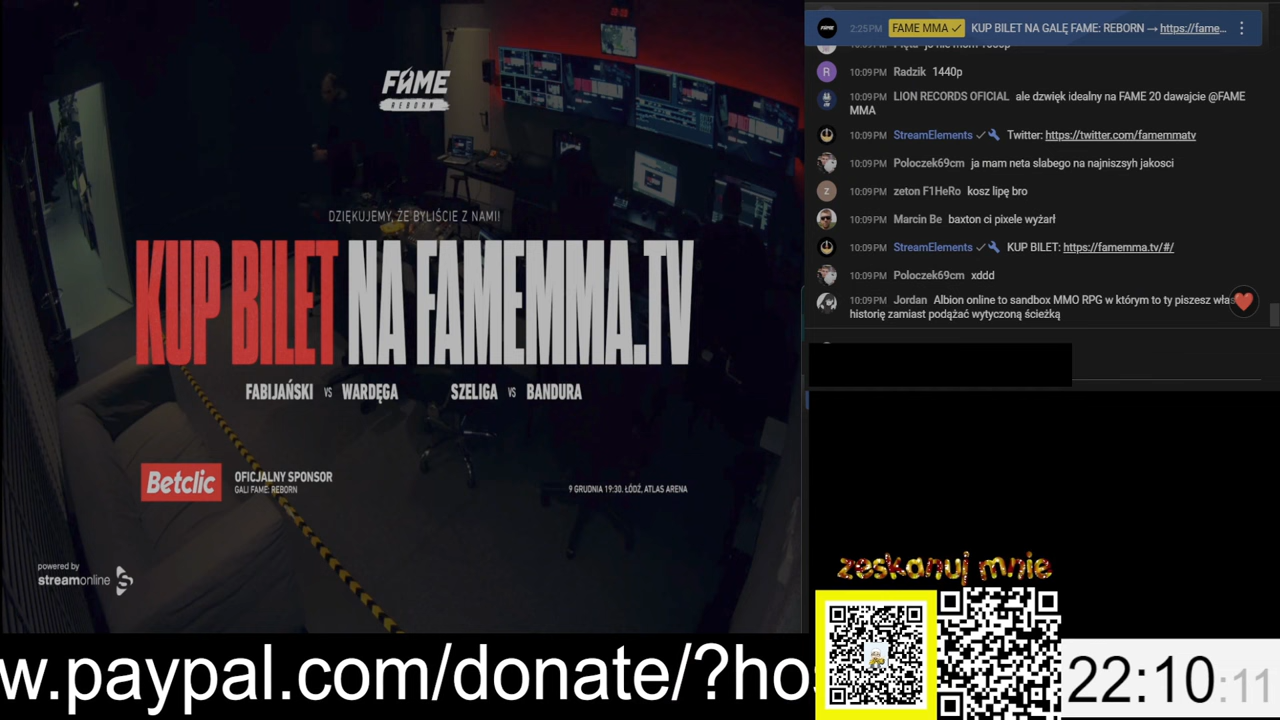 FAME
REBORN
DZIĘKUJEMY, ŻE BYLIŚCIE Z NAMI!
KUP BILET NA FAMEMMA.TV
FABIJAŃSKI VS WARDĘGA SZELIGA VS BANDURA
Betclic
OFICJALNY SPONSOR
GALI FAME: REBORN
9 GRUDNIA 19:30. ŁÓDŹ, ATLAS ARENA
powered by
streamonline
2:25PM FAME MMA KUP BILET NA GALĘ FAME: REBORN → https://fame...
R 10:09PM Radzik 1440p
10:09PM LION RECORDS OFICIAL ale dzwięk idealny na FAME 20 dawajcie @FAME
MMA
10:09PM StreamElements Twitter: https://twitter.com/famemmatv
10:09PM Poloczek69cm ja mam neta slabego na najniszsyh jakosci
Z 10:09PM zeton F1HeRo kosz lipę bro
10:09PM Marcin Be baxton ci pixele wyżarł
10:09PM StreamElements KUP BILET: https://famemma.tv/#/
10:09PM Poloczek69cm xddd
10:09PM Jordan Albion online to sandbox MMO RPG w którym to ty piszesz
historię zamiast podążać wytyczoną ścieżką
zeskanuj mnie
w.paypal.com/donate/?hos
22:10:11